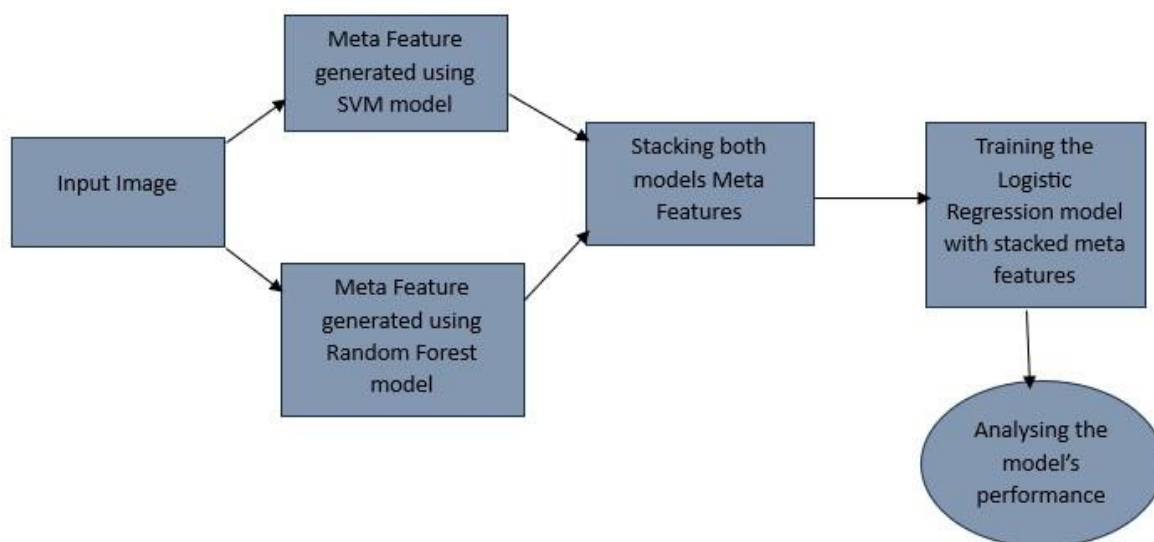 Input Image
Meta Feature
generated using
SVM model
Meta Feature
generated using
Random Forest
model
Stacking both
models Meta
Features
Training the
Logistic
Regression model
with stacked meta
features
Analysing the
model's
performance